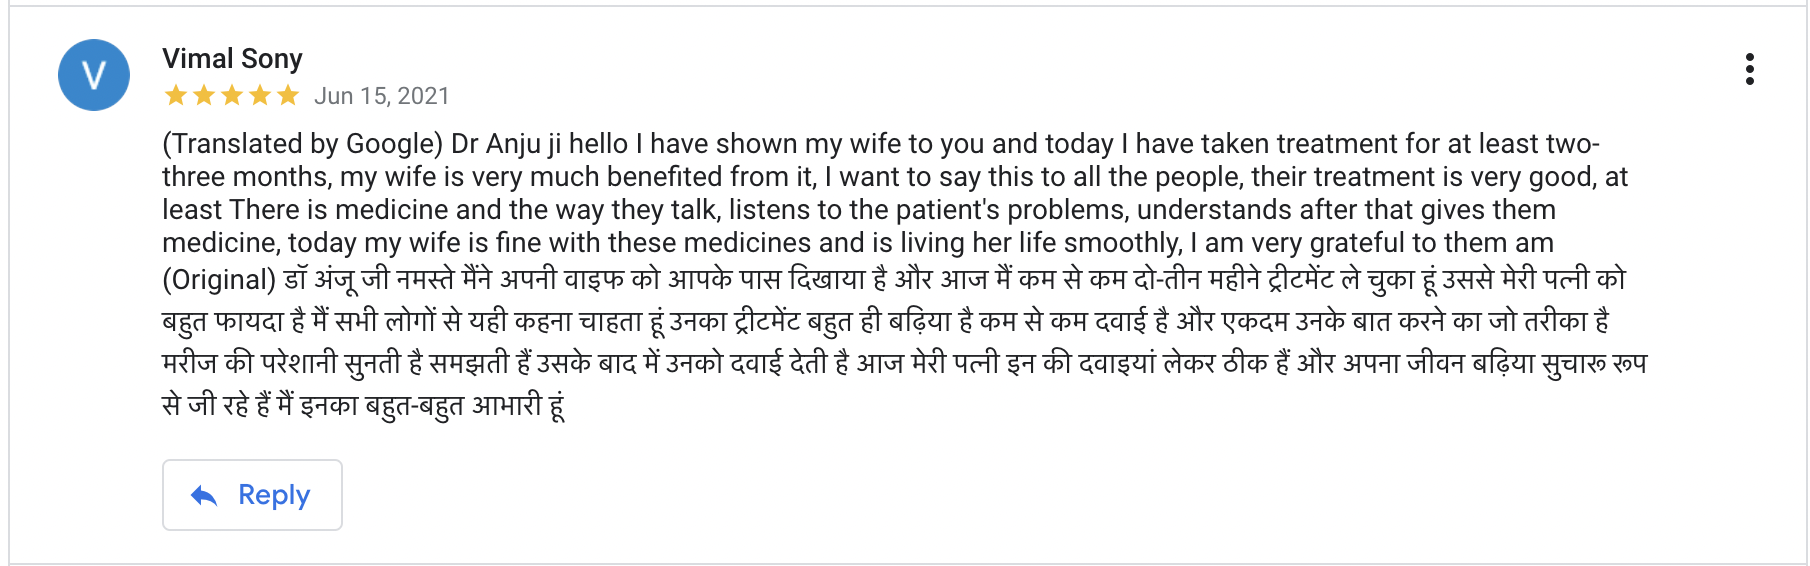 V
Vimal Sony
Jun 15, 2021
(Translated by Google) Dr Anju ji hello I have shown my wife to you and today I have taken treatment for at least two-
three months, my wife is very much benefited from it, I want to say this to all the people, their treatment is very good, at
least There is medicine and the way they talk, listens to the patient's problems, understands after that gives them
medicine, today my wife is fine with these medicines and is living her life smoothly, I am very grateful to them am
(Original) डॉ अंजू जी नमस्ते मैंने अपनी वाइफ को आपके पास दिखाया है और आज मैं कम से कम दो-तीन महीने ट्रीटमेंट ले चुका हूं उससे मेरी पत्नी को
बहुत फायदा है मैं सभी लोगों से यही कहना चाहता हूं उनका ट्रीटमेंट बहुत ही बढ़िया है कम से कम दवाई है और एकदम उनके बात करने का जो तरीका है
मरीज की परेशानी सुनती है समझती हैं उसके बाद में उनको दवाई देती है आज मेरी पत्नी इन की दवाइयां लेकर ठीक हैं और अपना जीवन बढ़िया सुचारू रूप
से जी रहे हैं मैं इनका बहुत-बहुत आभारी हूं
Reply